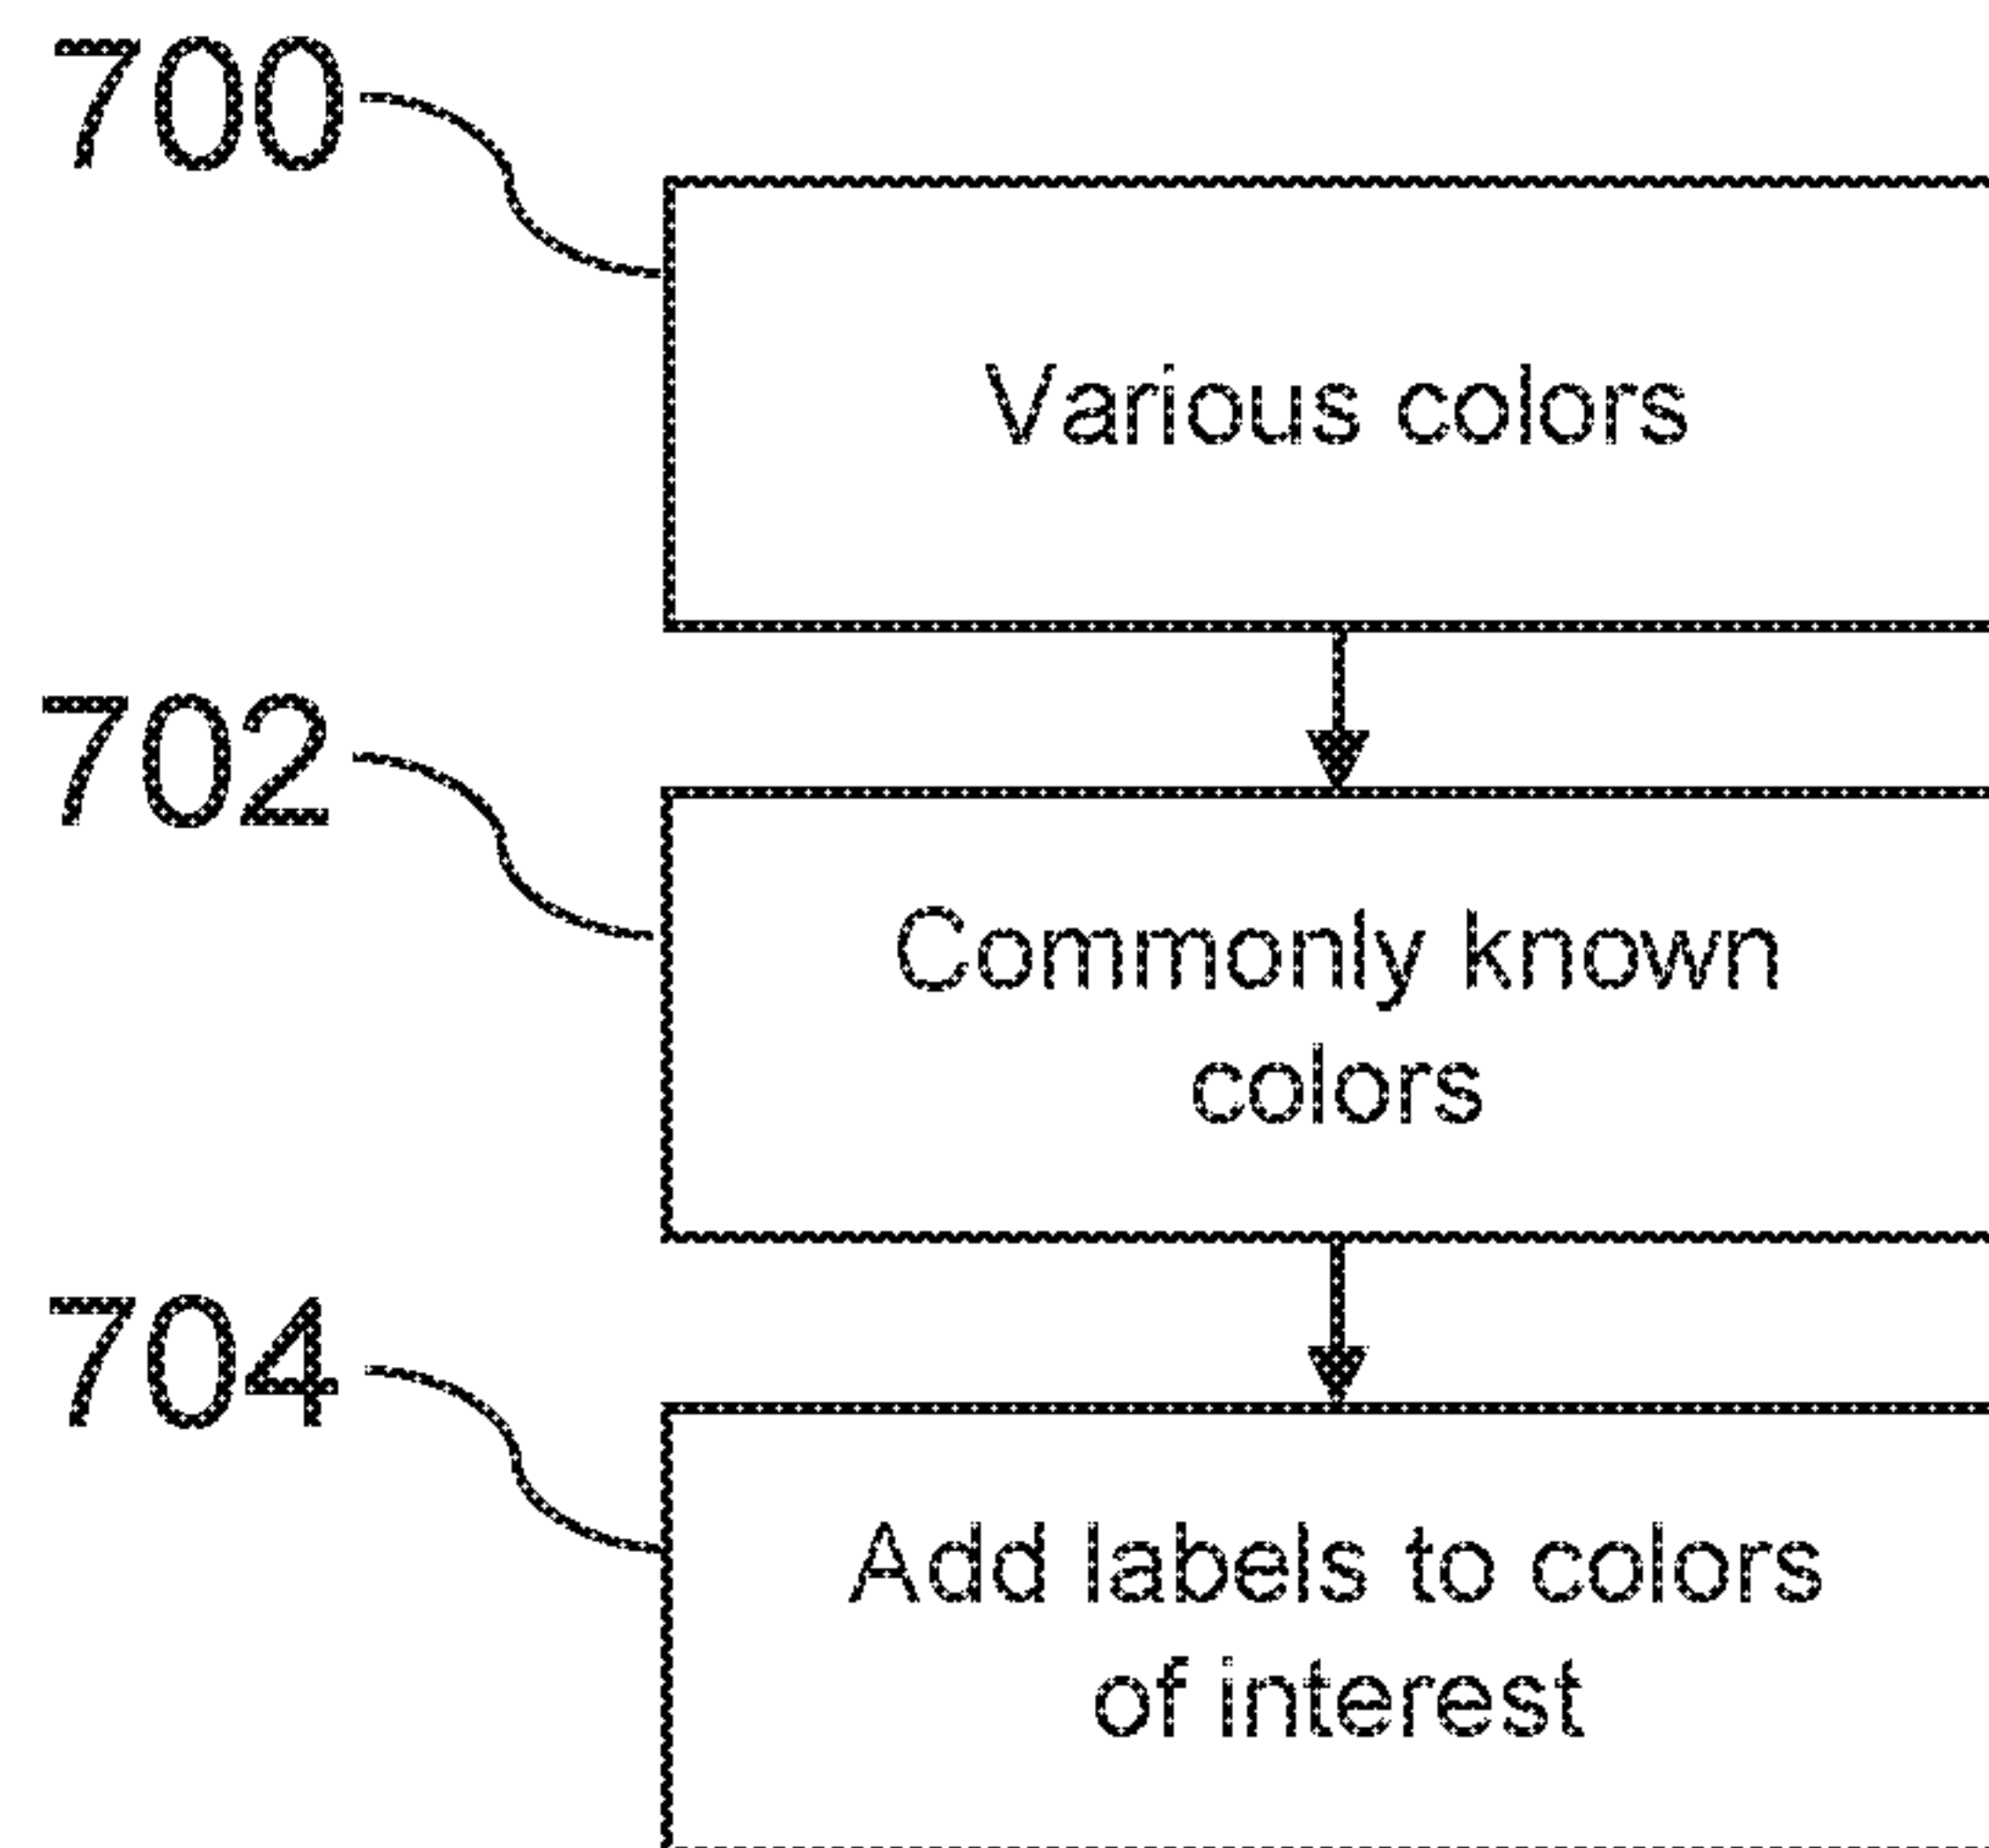 700
Various colors
702
Commonly known
colors
704
Add labels to colors
of interest